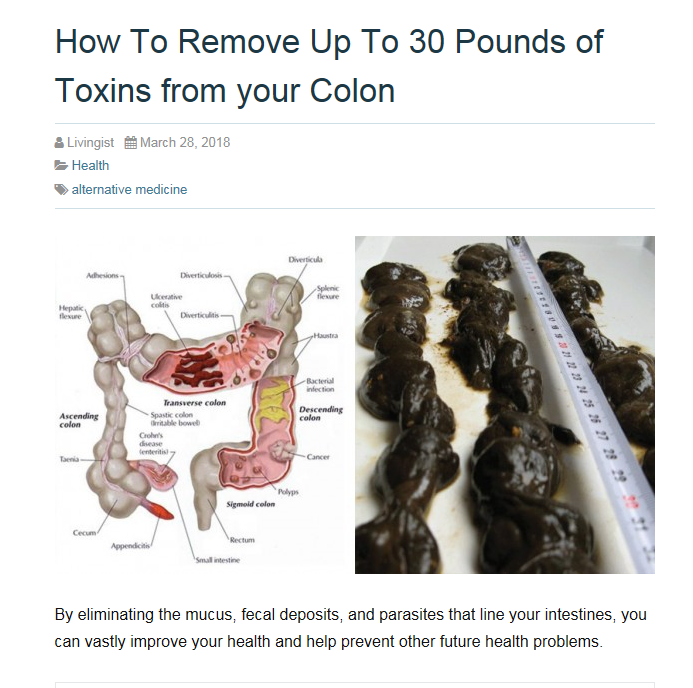 How To Remove Up To 30 Pounds of
Toxins from your Colon
Livingist March 28, 2018
Health
alternative medicine
Diverticula
Adhesions
Diverticulosis
Splenic
flexure
Ulcerative
colitis
Hepatic
flexure
Diverticulitis
Haustra
Bacterial
infection
Transverse colon
Descending
colon
Ascending
colon
Spastic colon
(Irritable bowel)
Crohn's
disease
(enteritis)
Taenia
Cancer
Polyps
Sigmoid colon
Cecum
Rectum
Appendicitis
Small intestine
By eliminating the mucus, fecal deposits, and parasites that line your intestines, you
can vastly improve your health and help prevent other future health problems.